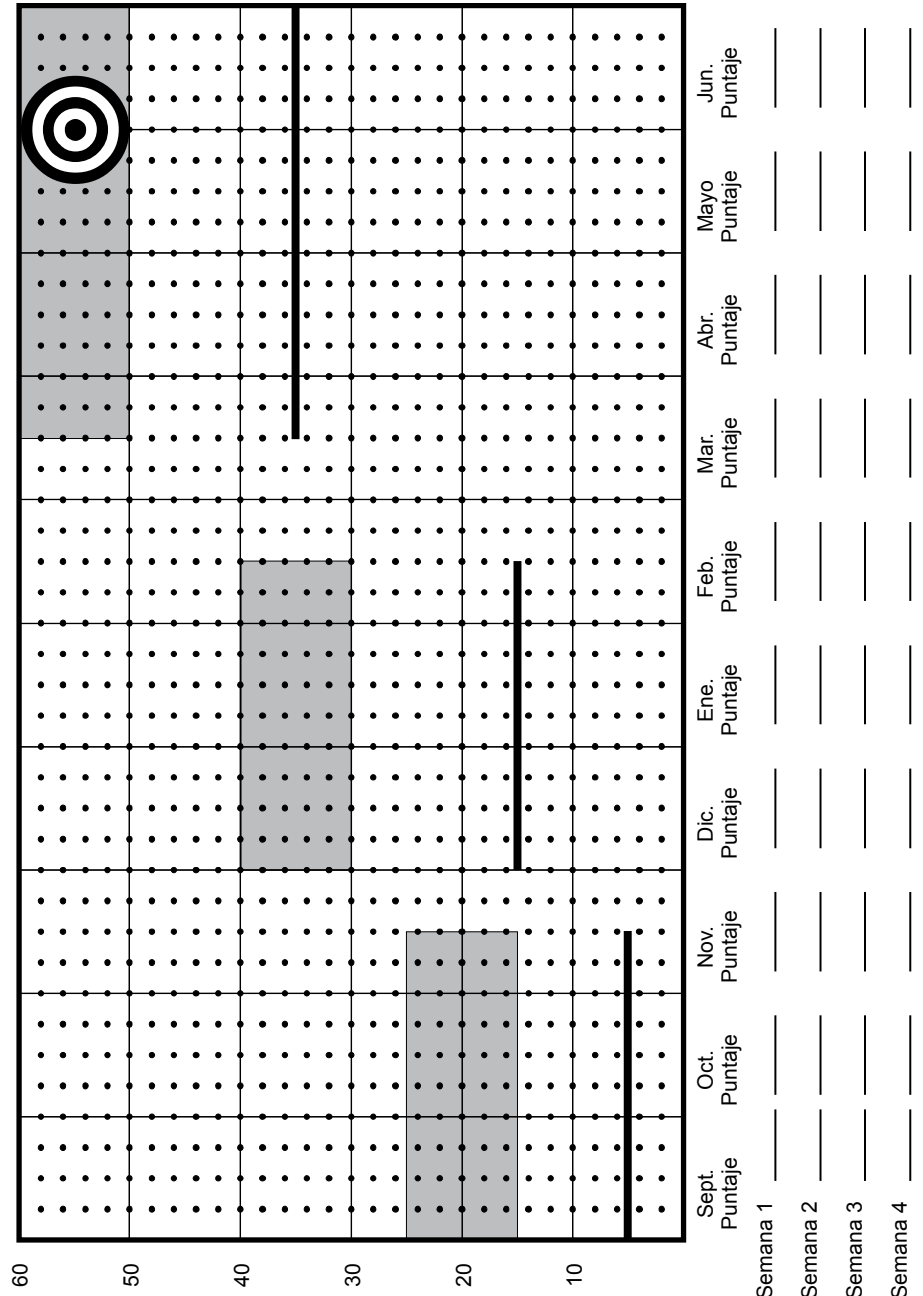 60
50
40
30
20
10
Sept.
Puntaje
Oct.
Puntaje
Nov.
Puntaje
Dic.
Puntaje
Ene.
Puntaje
Feb.
Puntaje
Mar.
Puntaje
Abr.
Puntaje
Mayo
Puntaje
Jun.
Puntaje
Semana 1
Semana 2
Semana 3
Semana 4